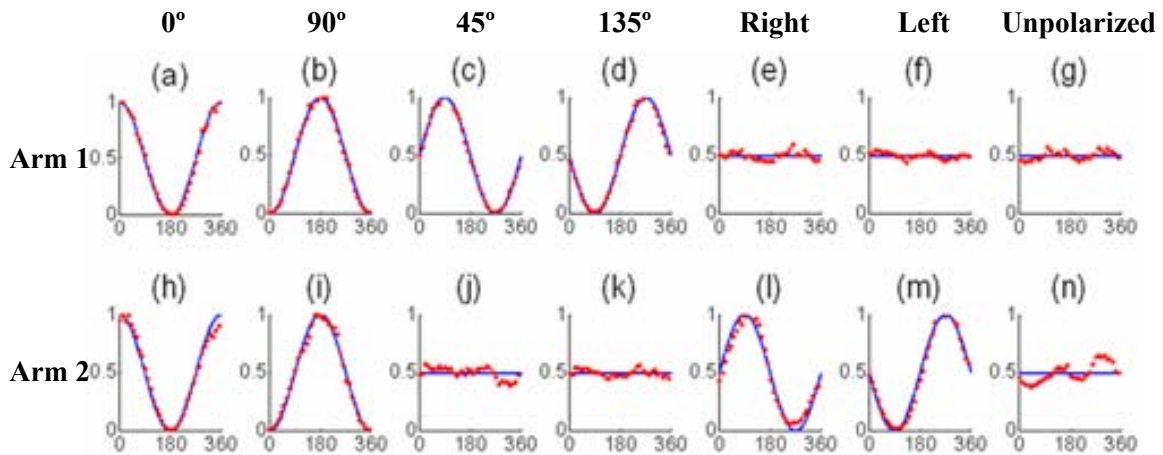 0º 90º 45º 135º Right Left Unpolarized
(a) (b) (c) (d) (e) (f) (g)
1 1 1 1 1 1 1
Arm 1 0.5 0.5 0.5 0.5 0.5 0.5 0.5
0 0 0 0 0 0 0
0 180 360 0 180 360 0 180 360 0 180 360 0 180 360 0 180 360 0 180 360
(h) (i) (j) (k) (l) (m) (n)
1 1 1 1 1 1 1
Arm 2 0.5 0.5 0.5 0.5 0.5 0.5 0.5
0 0 0 0 0 0 0
0 180 360 0 180 360 0 180 360 0 180 360 0 180 360 0 180 360 0 180 360